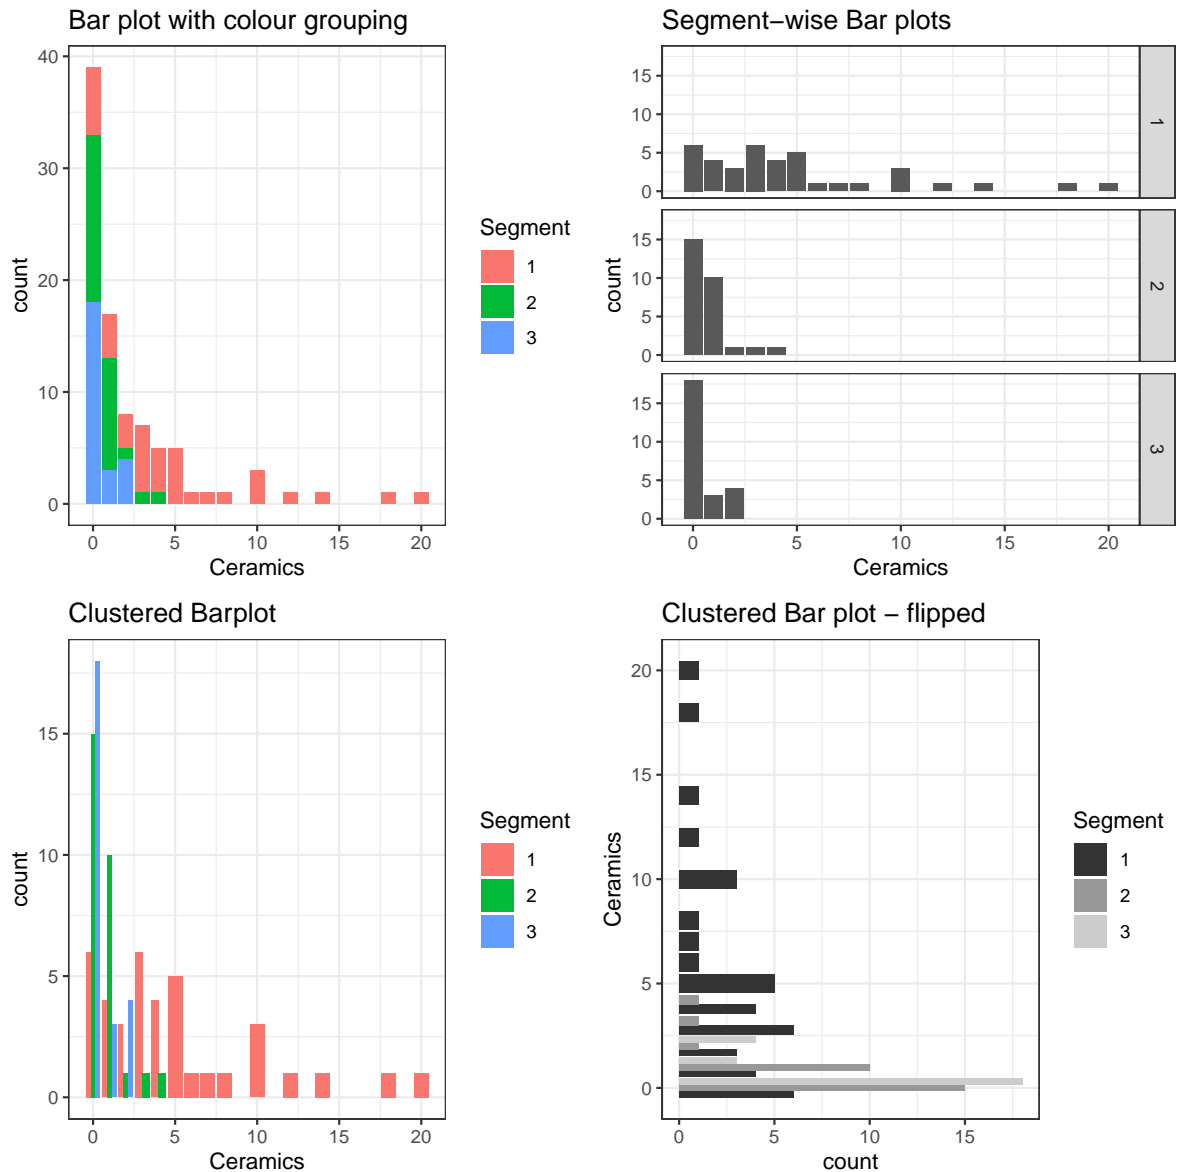 Bar plot with colour grouping
40
30
20
10
0
count
0 5 10 15 20
Ceramics
Segment
1
2
3
Segment−wise Bar plots
15
10
5
0
1
15
10
5
0
2
15
10
5
0
3
count
0 5 10 15 20
Ceramics
Clustered Barplot
15
10
5
0
count
0 5 10 15 20
Ceramics
Segment
1
2
3
Clustered Bar plot − flipped
20
15
10
5
0
Ceramics
0 5 10 15
count
Segment
1
2
3